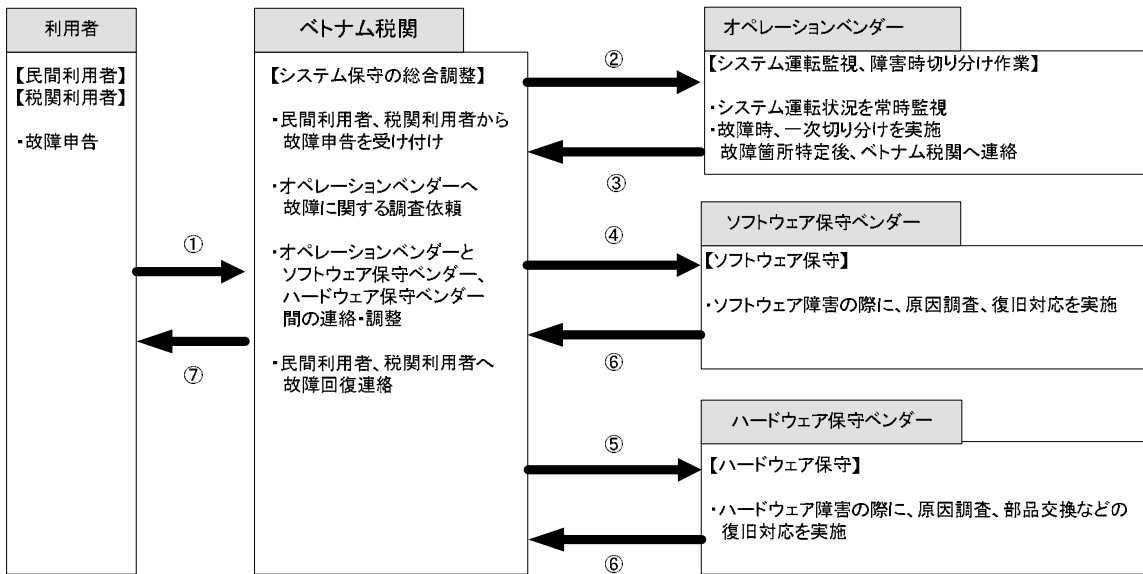 利用者
【民間利用者】
【税関利用者】
・故障申告
①
⑦
ベトナム税関
【システム保守の総合調整】
・民間利用者、税関利用者から
故障申告を受け付け
・オペレーションベンダーへ
故障に関する調査依頼
・オペレーションベンダーと
ソフトウェア保守ベンダー、
ハードウェア保守ベンダー
間の連絡・調整
・民間利用者、税関利用者へ
故障回復連絡
②
③
オペレーションベンダー
【システム運転監視、障害時切り分け作業】
・システム運転状況を常時監視
・故障時、一次切り分けを実施
故障箇所特定後、ベトナム税関へ連絡
④
⑥
ソフトウェア保守ベンダー
【ソフトウェア保守】
・ソフトウェア障害の際に、原因調査、復旧対応を実施
⑤
⑥
ハードウェア保守ベンダー
【ハードウェア保守】
・ハードウェア障害の際に、原因調査、部品交換などの
復旧対応を実施